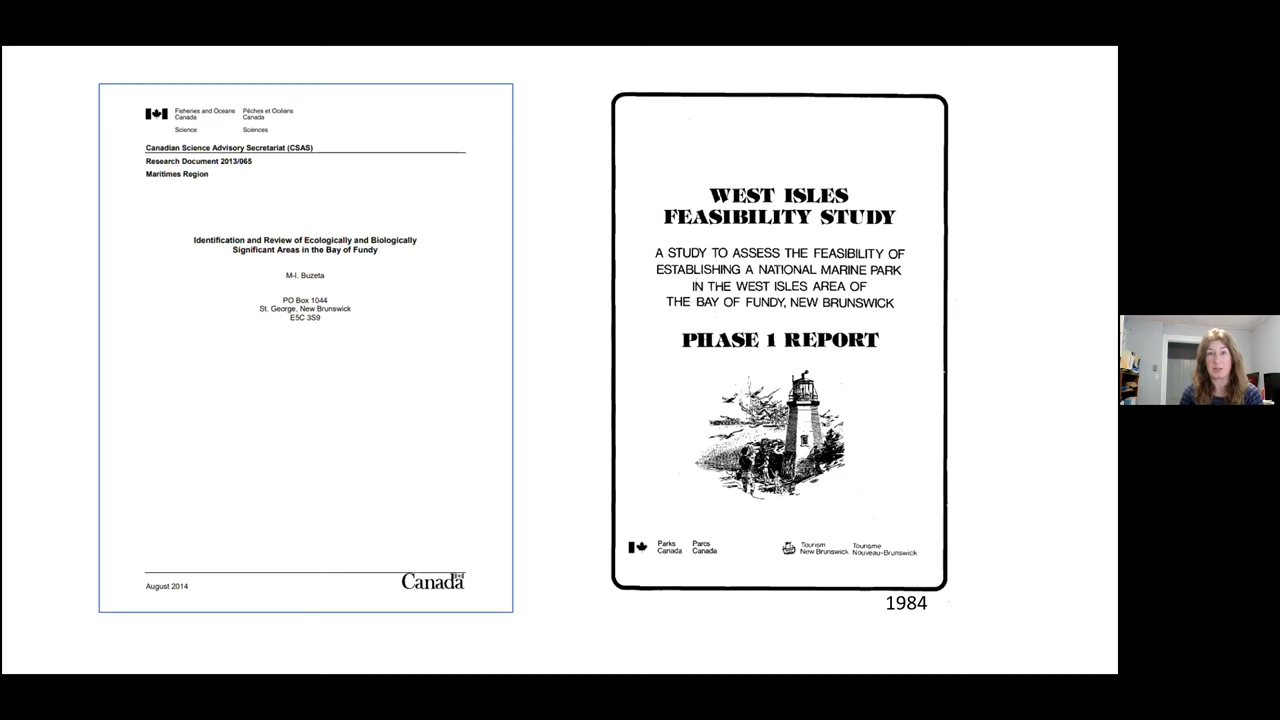 Fisheries and Oceans
Canada
Pêches et Océans
Canada
Science
Sciences
Canadian Science Advisory Secretariat (CSAS)
Research Document 2013/065
Maritimes Region
Identification and Review of Ecologically and Biologically
Significant Areas in the Bay of Fundy
M-I. Buzeta
PO Box 1044
St. George, New Brunswick
E5C 3S9
August 2014
Canada
WEST ISLES
FEASIBILITY STUDY
A STUDY TO ASSESS THE FEASIBILITY OF
ESTABLISHING A NATIONAL MARINE PARK
IN THE WEST ISLES AREA OF
THE BAY OF FUNDY, NEW BRUNSWICK
PHASE 1 REPORT
Parks
Canada
Parcs
Canada
Tourism
New Brunswick
Tourisme
Nouveau-Brunswick
1984